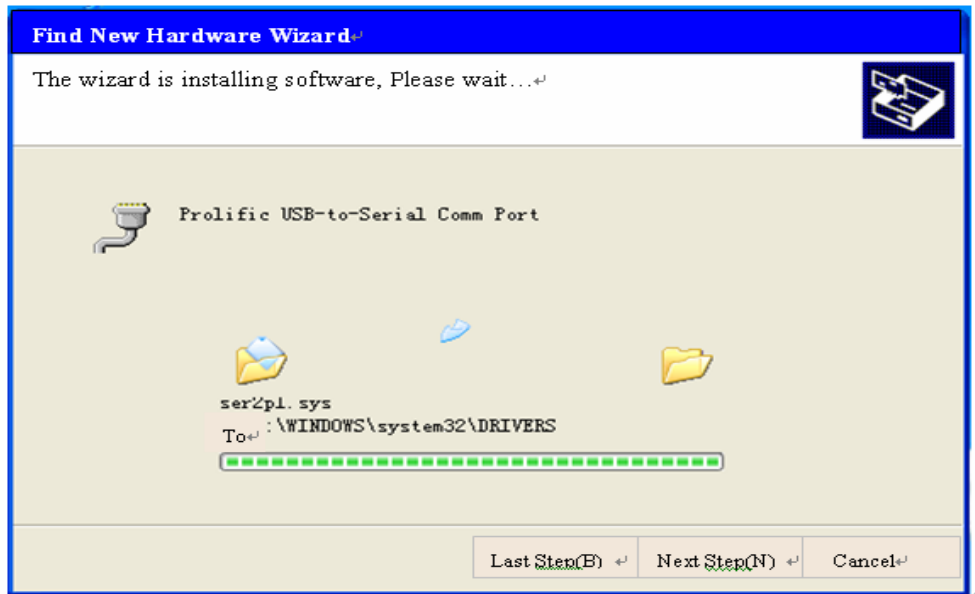 Find New Hardware Wizard↵
The wizard is installing software, Please wait...↵
Prolific USB-to-Serial Comm Port
ser2pl.sys
To↵ :\WINDOWS\system32\DRIVERS
Last Step(B) ↵ Next Step(N) ↵ Cancel↵